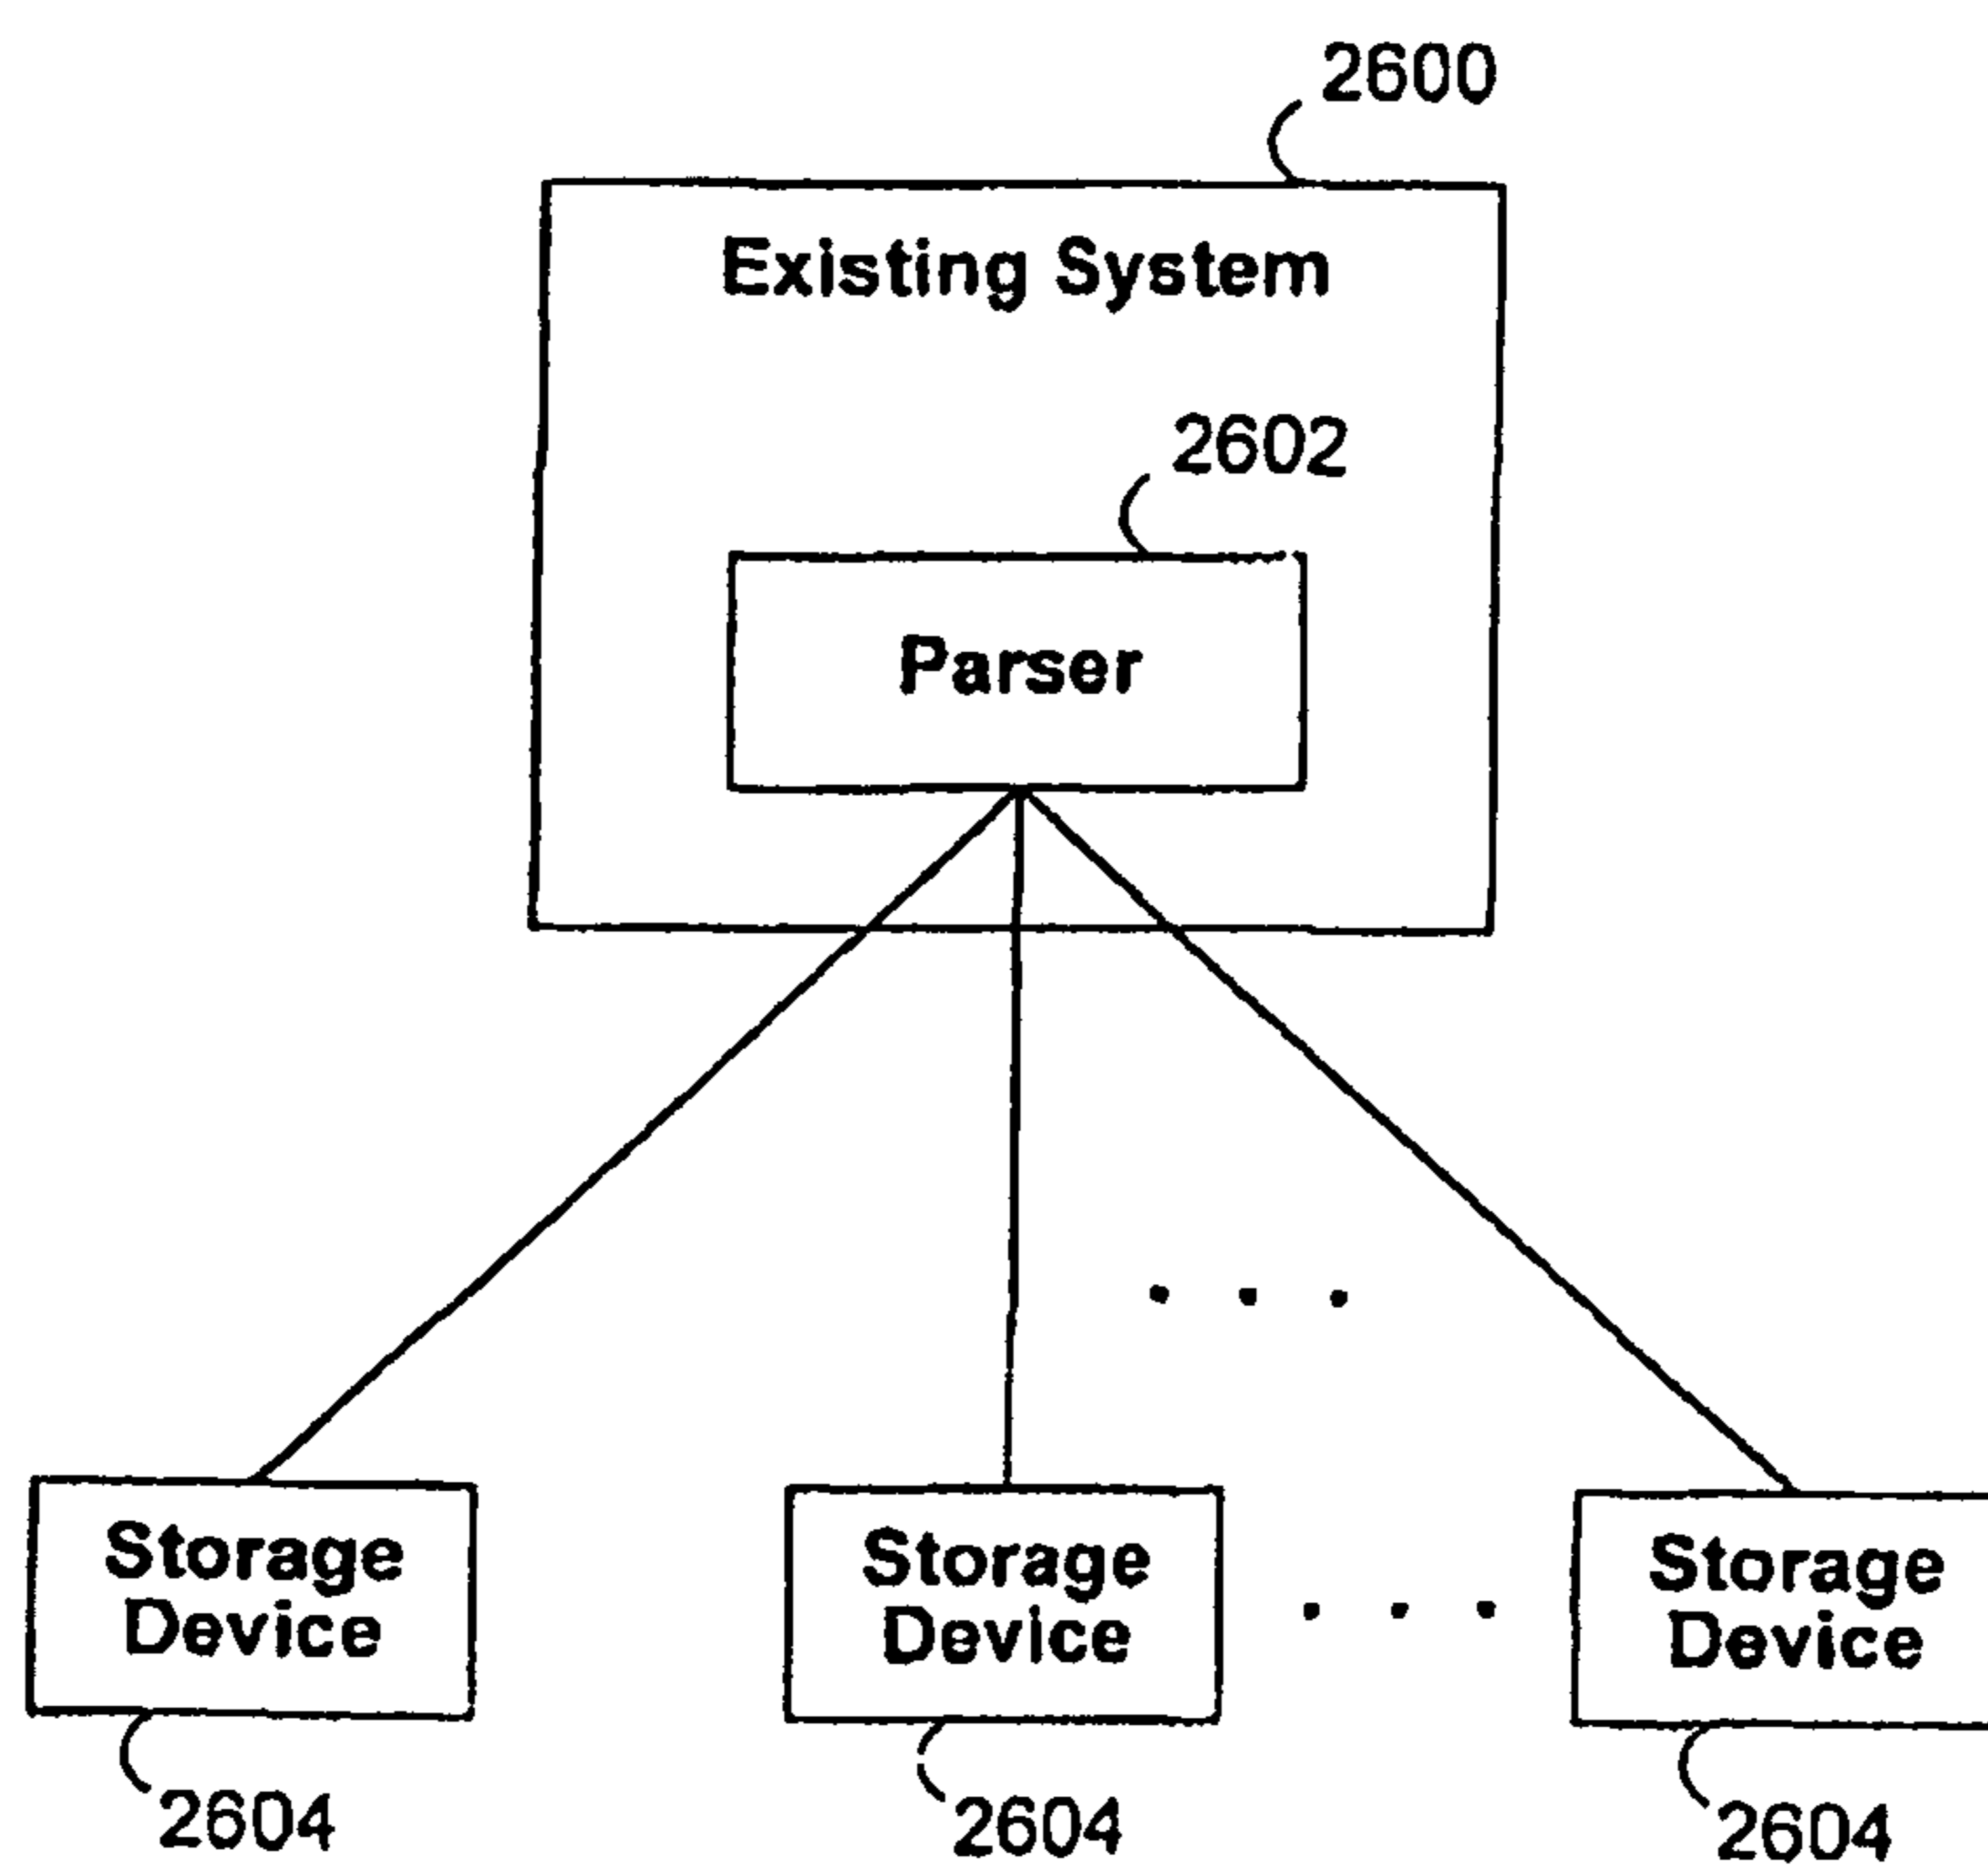 2600
Existing System
2602
Parser
Storage
Device
Storage
Device
Storage
Device
2604
2604
2604